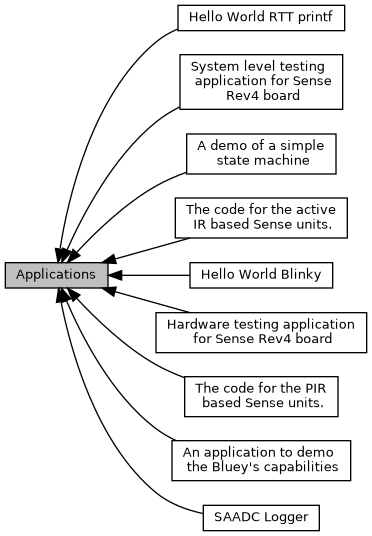 Hello World RTT printf
System level testing
application for Sense
Rev4 board
A demo of a simple
state machine
The code for the active
IR based Sense units.
Applications
Hello World Blinky
Hardware testing application
for Sense Rev4 board
The code for the PIR
based Sense units.
An application to demo
the Bluey's capabilities
SAADC Logger